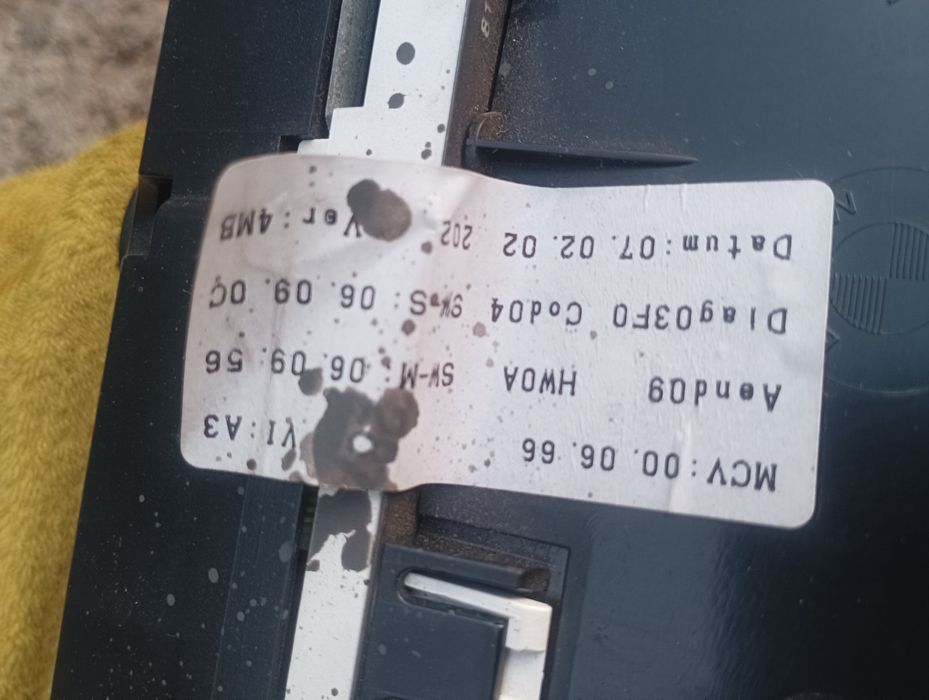 MCV:00.06.66 VI:A3
Aend09 HW0A SW-M:06.09.56
Diag03F0 Cod04 SW-S:06.09.
Datum:07.02.02 202 Ver:4MB